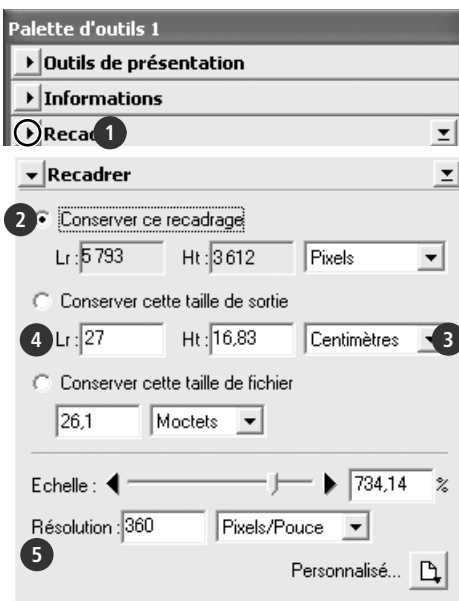 Palette d'outils 1
Outils de présentation
Informations
Recad 1
Recadrer
2 Conserver ce recadrage
Lr : 5 793 Ht : 3 612 Pixels
Conserver cette taille de sortie
4 Lr : 27 Ht : 16,83 Centimètres 3
Conserver cette taille de fichier
26,1 Moctets
Echelle : 734,14 %
Résolution : 360 Pixels/Pouce
5
Personnalisé...